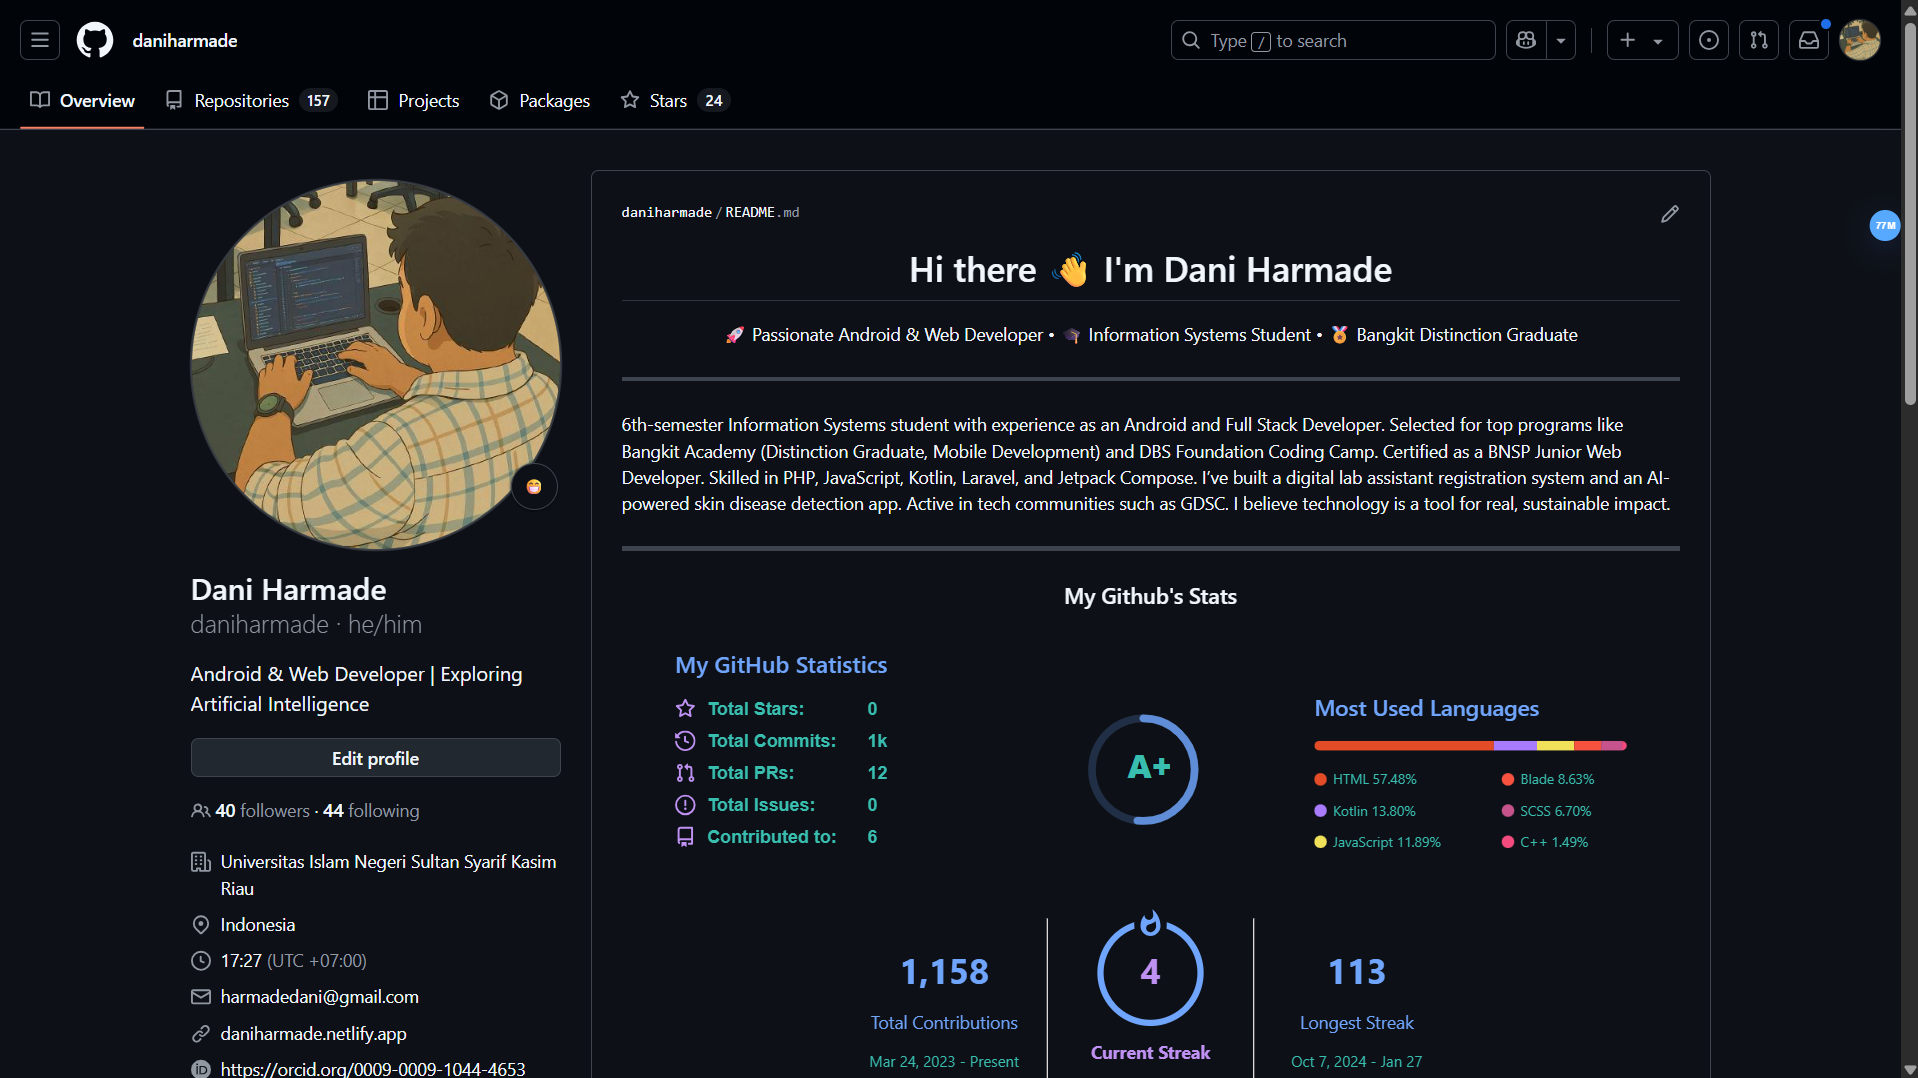 daniharmade
Type / to search
Overview
Repositories 157
Projects
Packages
Stars 24
daniharmade / README.md
77M
Hi there 👋 I'm Dani Harmade
🚀 Passionate Android & Web Developer • 🎓 Information Systems Student • 🏅 Bangkit Distinction Graduate
6th-semester Information Systems student with experience as an Android and Full Stack Developer. Selected for top programs like
Bangkit Academy (Distinction Graduate, Mobile Development) and DBS Foundation Coding Camp. Certified as a BNSP Junior Web
Developer. Skilled in PHP, JavaScript, Kotlin, Laravel, and Jetpack Compose. I’ve built a digital lab assistant registration system and an AI-
powered skin disease detection app. Active in tech communities such as GDSC. I believe technology is a tool for real, sustainable impact.
Dani Harmade
daniharmade · he/him
Android & Web Developer | Exploring
Artificial Intelligence
Edit profile
40 followers · 44 following
Universitas Islam Negeri Sultan Syarif Kasim
Riau
Indonesia
17:27 (UTC +07:00)
harmadedani@gmail.com
daniharmade.netlify.app
iD https://orcid.org/0009-0009-1044-4653
My Github's Stats
My GitHub Statistics
Total Stars: 0
Total Commits: 1k
Total PRs: 12
Total Issues: 0
Contributed to: 6
A+
Most Used Languages
HTML 57.48%
Blade 8.63%
Kotlin 13.80%
SCSS 6.70%
JavaScript 11.89%
C++ 1.49%
1,158
Total Contributions
Mar 24, 2023 - Present
4
Current Streak
113
Longest Streak
Oct 7, 2024 - Jan 27